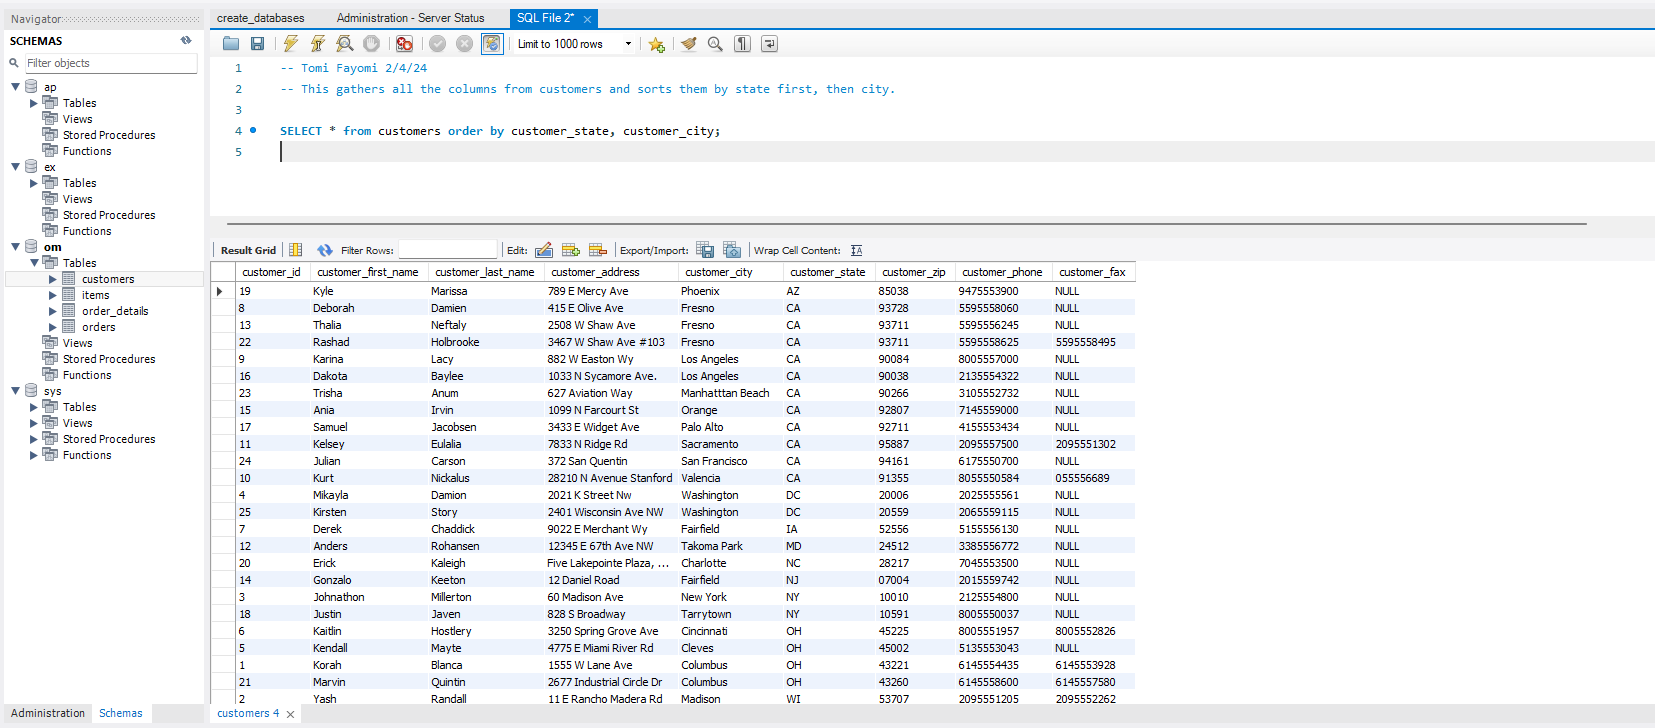 Navigator
create_databases Administration - Server Status SQL File 2*
SCHEMAS
Limit to 1000 rows
Filter objects
1 -- Tomi Fayomi 2/4/24
2 -- This gathers all the columns from customers and sorts them by state first, then city.
3
4 SELECT * from customers order by customer_state, customer_city;
5
ap
Tables
Views
Stored Procedures
Functions
ex
Tables
Views
Stored Procedures
Functions
om
Tables
customers
items
order_details
orders
Views
Stored Procedures
Functions
sys
Tables
Views
Stored Procedures
Functions
Result Grid Filter Rows: Edit: Export/Import: Wrap Cell Content:
customer_id customer_first_name customer_last_name customer_address customer_city customer_state customer_zip customer_phone customer_fax
19 Kyle Marissa 789 E Mercy Ave Phoenix AZ 85038 9475553900 NULL
8 Deborah Damien 415 E Olive Ave Fresno CA 93728 5595558060 NULL
13 Thalia Neftaly 2508 W Shaw Ave Fresno CA 93711 5595556245 NULL
22 Rashad Holbrooke 3467 W Shaw Ave #103 Fresno CA 93711 5595558625 5595558495
9 Karina Lacy 882 W Easton Wy Los Angeles CA 90084 8005557000 NULL
16 Dakota Baylee 1033 N Sycamore Ave. Los Angeles CA 90038 2135554322 NULL
23 Trisha Anum 627 Aviation Way Manhatttan Beach CA 90266 3105552732 NULL
15 Ania Irvin 1099 N Farcourt St Orange CA 92807 7145559000 NULL
17 Samuel Jacobsen 3433 E Widget Ave Palo Alto CA 92711 4155553434 NULL
11 Kelsey Eulalia 7833 N Ridge Rd Sacramento CA 95887 2095557500 2095551302
24 Julian Carson 372 San Quentin San Francisco CA 94161 6175550700 NULL
10 Kurt Nickalus 28210 N Avenue Stanford Valencia CA 91355 8055550584 055556689
4 Mikayla Damion 2021 K Street Nw Washington DC 20006 2025555561 NULL
25 Kirsten Story 2401 Wisconsin Ave NW Washington DC 20559 2065559115 NULL
7 Derek Chaddick 9022 E Merchant Wy Fairfield IA 52556 5155556130 NULL
12 Anders Rohansen 12345 E 67th Ave NW Takoma Park MD 24512 3385556772 NULL
20 Erick Kaleigh Five Lakepointe Plaza, ... Charlotte NC 28217 7045553500 NULL
14 Gonzalo Keeton 12 Daniel Road Fairfield NJ 07004 2015559742 NULL
3 Johnathon Millerton 60 Madison Ave New York NY 10010 2125554800 NULL
18 Justin Javen 828 S Broadway Tarrytown NY 10591 8005550037 NULL
6 Kaitlin Hostlery 3250 Spring Grove Ave Cincinnati OH 45225 8005551957 8005552826
5 Kendall Mayte 4775 E Miami River Rd Cleves OH 45002 5135553043 NULL
1 Korah Blanca 1555 W Lane Ave Columbus OH 43221 6145554435 6145553928
21 Marvin Quintin 2677 Industrial Circle Dr Columbus OH 43260 6145558600 6145557580
2 Yash Randall 11 E Rancho Madera Rd Madison WI 53707 2095551205 2095552262
Administration Schemas customers 4